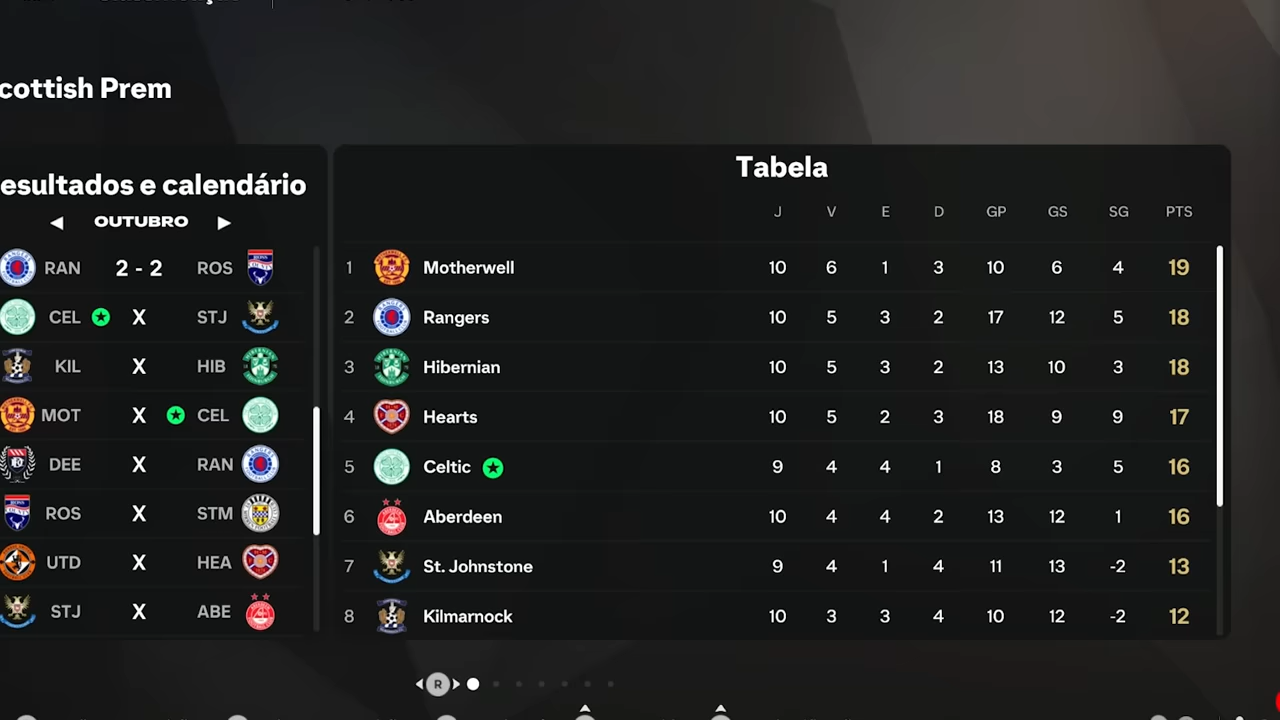 cottish Prem
esultados e calendário
OUTUBRO
RAN 2 - 2 ROS
CEL X STJ
KIL X HIB
MOT X CEL
DEE X RAN
ROS X STM
UTD X HEA
STJ X ABE
Tabela
J V E D GP GS SG PTS
1 Motherwell 10 6 1 3 10 6 4 19
2 Rangers 10 5 3 2 17 12 5 18
3 Hibernian 10 5 3 2 13 10 3 18
4 Hearts 10 5 2 3 18 9 9 17
5 Celtic 9 4 4 1 8 3 5 16
6 Aberdeen 10 4 4 2 13 12 1 16
7 St. Johnstone 9 4 1 4 11 13 -2 13
8 Kilmarnock 10 3 3 4 10 12 -2 12
R